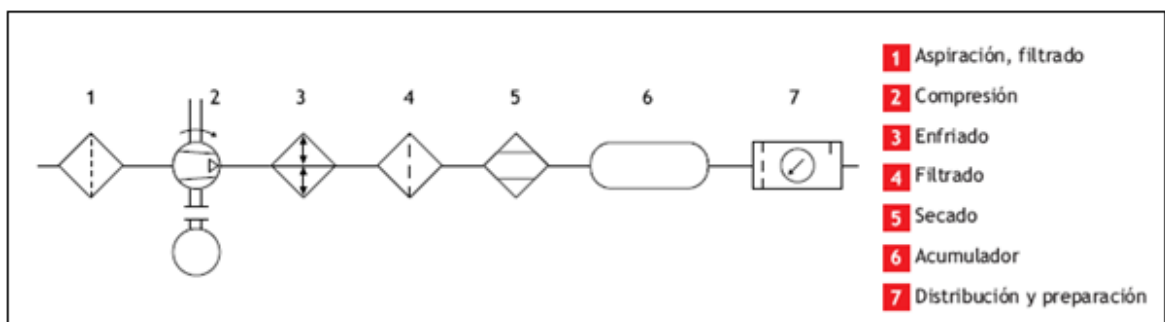 1 2 3 4 5 6 7
1 Aspiración, filtrado
2 Compresión
3 Enfriado
4 Filtrado
5 Secado
6 Acumulador
7 Distribución y preparación